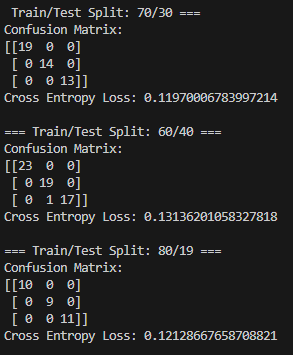 Train/Test Split: 70/30 ===
Confusion Matrix:
[[19  0  0]
 [ 0 14  0]
 [ 0  0 13]]
Cross Entropy Loss: 0.11970006783997214
=== Train/Test Split: 60/40 ===
Confusion Matrix:
[[23  0  0]
 [ 0 19  0]
 [ 0  1 17]]
Cross Entropy Loss: 0.13136201058327818
=== Train/Test Split: 80/19 ===
Confusion Matrix:
[[10  0  0]
 [ 0  9  0]
 [ 0  0 11]]
Cross Entropy Loss: 0.12128667658708821